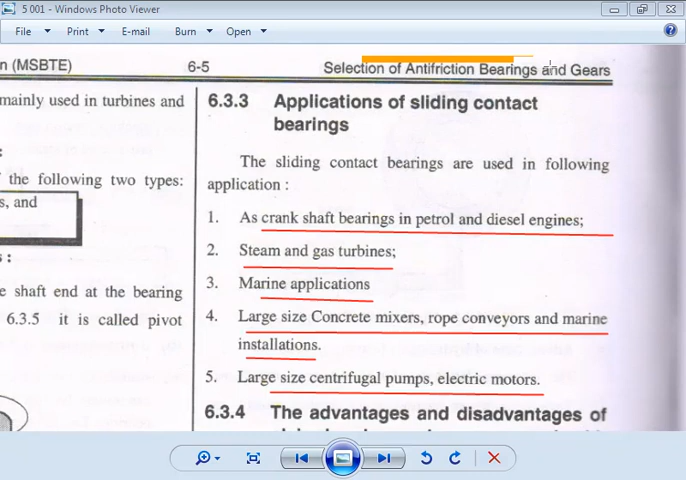 5 001 - Windows Photo Viewer
File Print E-mail Burn Open
n (MSBTE) 6-5 Selection of Antifriction Bearings and Gears
mainly used in turbines and
:
f the following two types:
s, and
s :
e shaft end at the bearing
6.3.5 it is called pivot
6.3.3 Applications of sliding contact
bearings
The sliding contact bearings are used in following
application :
1. As crank shaft bearings in petrol and diesel engines;
2. Steam and gas turbines;
3. Marine applications
4. Large size Concrete mixers, rope conveyors and marine
installations.
5. Large size centrifugal pumps, electric motors.
6.3.4 The advantages and disadvantages of